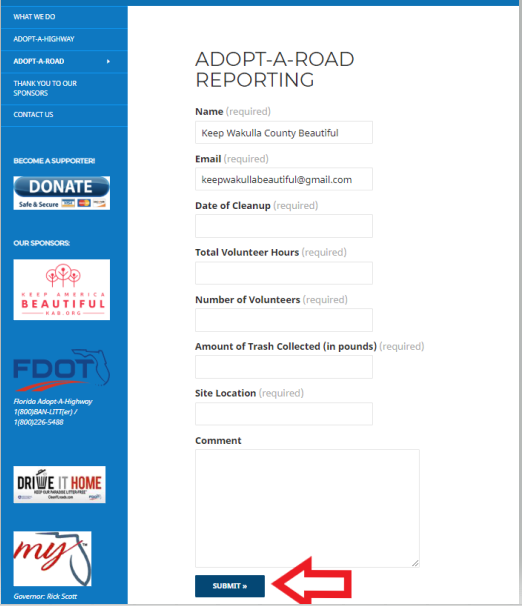 WHAT WE DO
ADOPT-A-HIGHWAY
ADOPT-A-ROAD
THANK YOU TO OUR
SPONSORS
CONTACT US
BECOME A SUPPORTER!
DONATE
Safe & Secure
OUR SPONSORS:
KEEP AMERICA
BEAUTIFUL
KAB.ORG
FDOT
Florida Adopt-A-Highway
1(800)BAN-LITT(er) /
1(800)226-5488
DRIVE IT HOME
KEEP OUR PARADISE LITTER-FREE
my
Governor: Rick Scott
ADOPT-A-ROAD
REPORTING
Name (required)
Keep Wakulla County Beautiful
Email (required)
keepwakullabeautiful@gmail.com
Date of Cleanup (required)
Total Volunteer Hours (required)
Number of Volunteers (required)
Amount of Trash Collected (in pounds) (required)
Site Location (required)
Comment
SUBMIT »